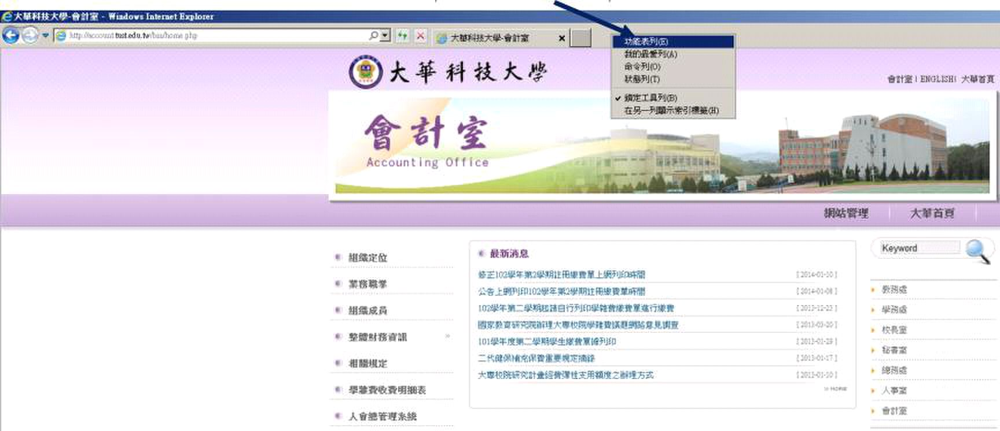 大華科技大學-會計室 - Windows Internet Explorer
http://account.tust.edu.tw/bin/home.php
大華科技大學-會計室
功能表列(E)
我的最愛列(A)
命令列(O)
狀態列(T)
鎖定工具列(B)
在另一列顯示索引標籤(H)
大華科技大學
會計室 | ENGLISH | 大華首頁
會計室
Accounting Office
網站管理
大華首頁
組織定位
業務職掌
組織成員
整體財務資訊 »
相關規定
學雜費收費明細表
人會總管理系統
最新消息
修正102學年第2學期註冊繳費單上網列印時間 [ 2014-01-10 ]
公告上網列印102學年第2學期註冊繳費單時間 [ 2014-01-08 ]
102學年第二學期起請自行列印學雜費繳費單進行繳費 [ 2013-12-23 ]
國家教育研究院辦理大專校院學雜費議題網路意見調查 [ 2013-03-20 ]
101學年度第二學期學生繳費單據列印 [ 2013-01-29 ]
二代健保補充保費重要規定摘錄 [ 2013-01-17 ]
大專校院研究計畫經費彈性支用額度之辦理方式 [ 2013-01-10 ]
» HOME
Keyword
教務處
學務處
校長室
秘書室
總務處
人事室
會計室